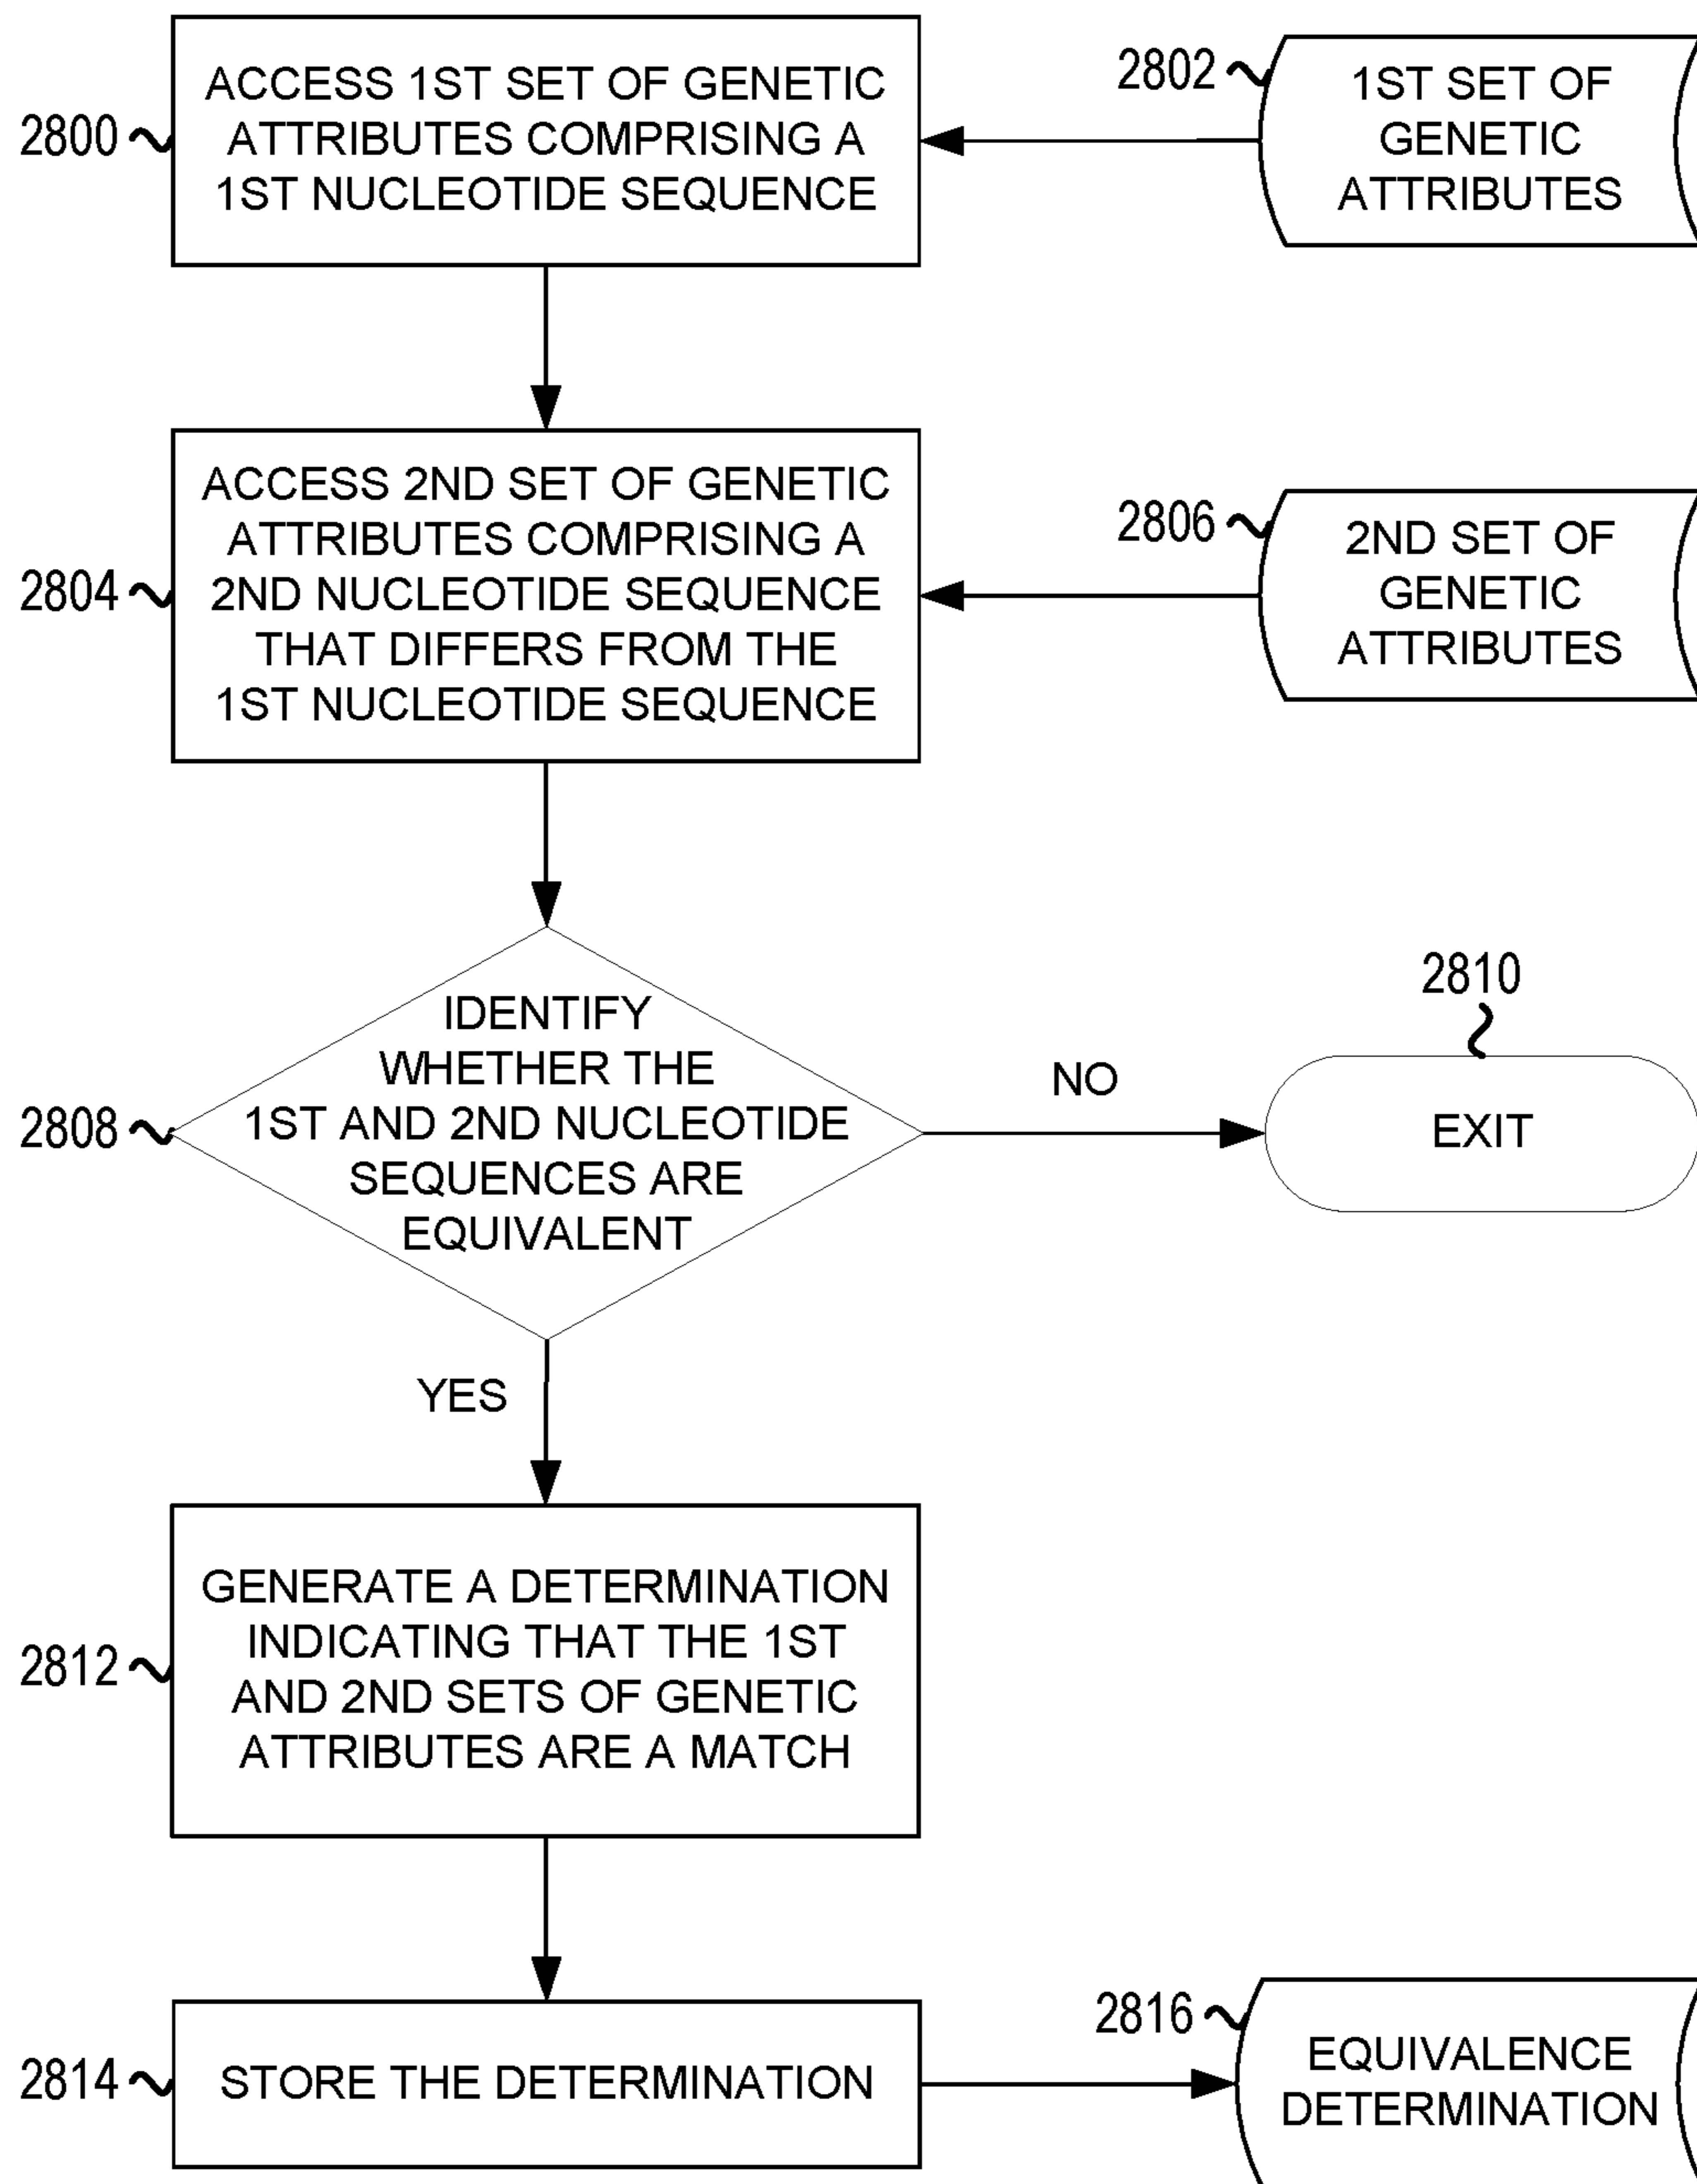 2800
ACCESS 1ST SET OF GENETIC
ATTRIBUTES COMPRISING A
1ST NUCLEOTIDE SEQUENCE
2802
1ST SET OF
GENETIC
ATTRIBUTES
2804
ACCESS 2ND SET OF GENETIC
ATTRIBUTES COMPRISING A
2ND NUCLEOTIDE SEQUENCE
THAT DIFFERS FROM THE
1ST NUCLEOTIDE SEQUENCE
2806
2ND SET OF
GENETIC
ATTRIBUTES
2808
IDENTIFY
WHETHER THE
1ST AND 2ND NUCLEOTIDE
SEQUENCES ARE
EQUIVALENT
NO
2810
EXIT
YES
2812
GENERATE A DETERMINATION
INDICATING THAT THE 1ST
AND 2ND SETS OF GENETIC
ATTRIBUTES ARE A MATCH
2814
STORE THE DETERMINATION
2816
EQUIVALENCE
DETERMINATION